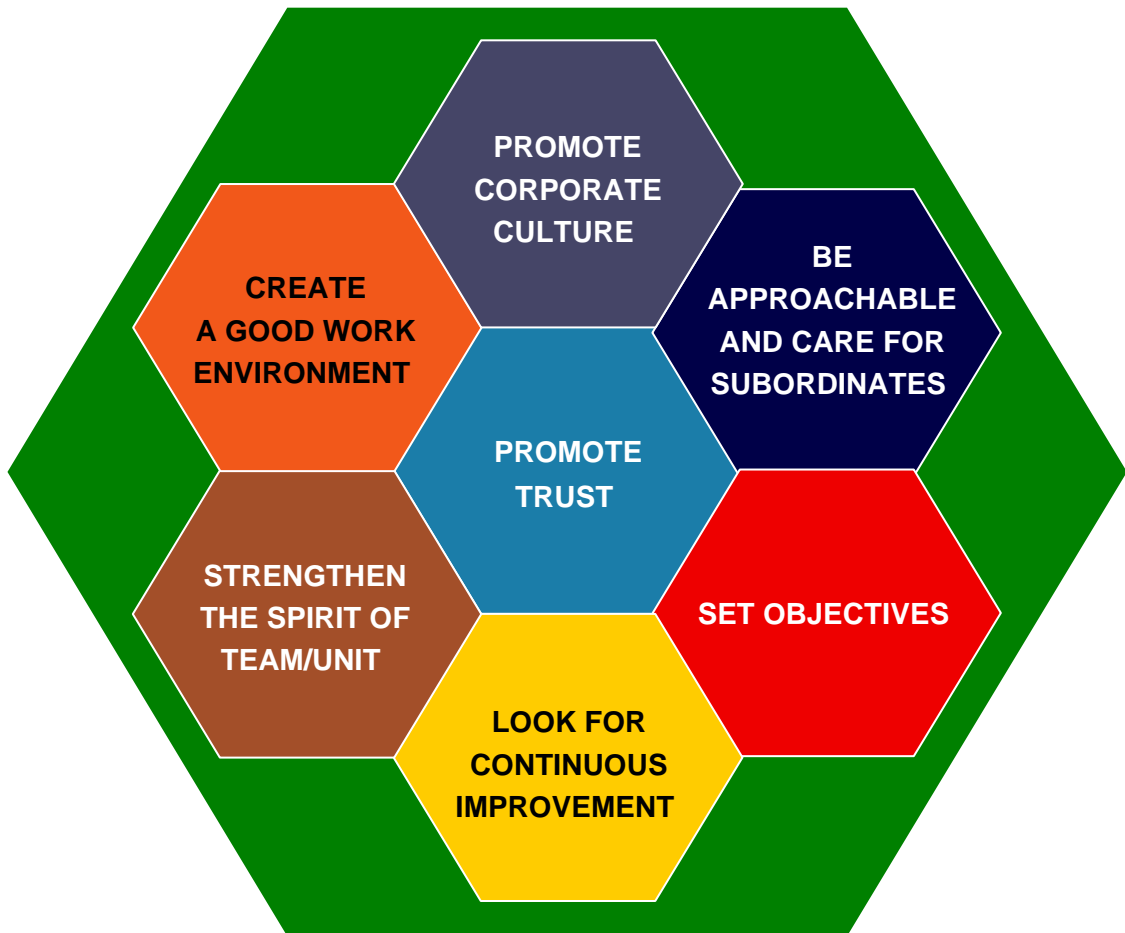 PROMOTE
CORPORATE
CULTURE
BE
APPROACHABLE
AND CARE FOR
SUBORDINATES
CREATE
A GOOD WORK
ENVIRONMENT
PROMOTE
TRUST
STRENGTHEN
THE SPIRIT OF
TEAM/UNIT
SET OBJECTIVES
LOOK FOR
CONTINUOUS
IMPROVEMENT